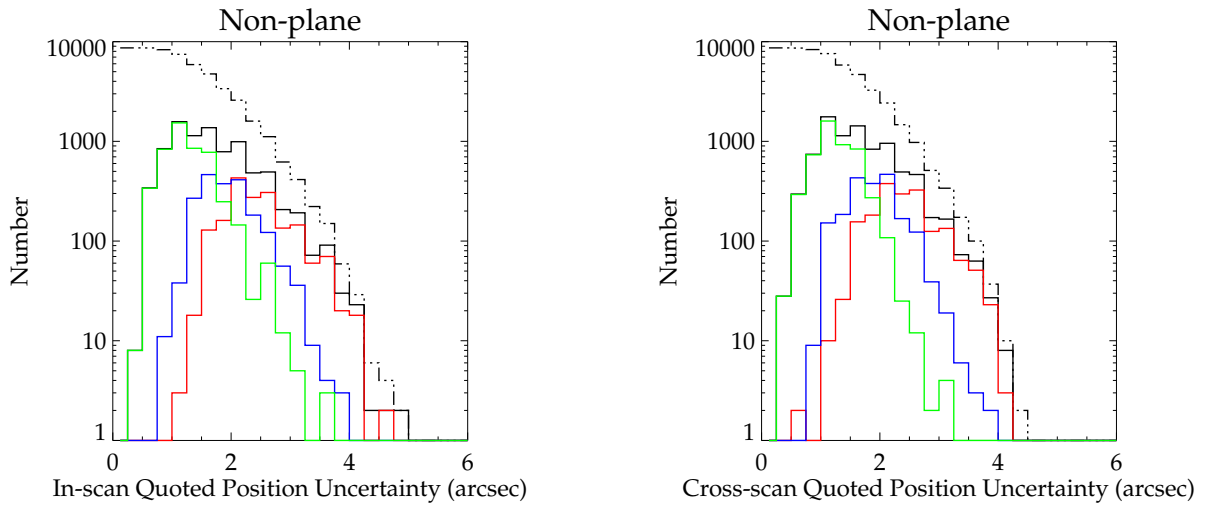 Non-plane
10000
1000
100
10
1
Number
0 2 4 6
In-scan Quoted Position Uncertainty (arcsec)
Non-plane
10000
1000
100
10
1
Number
0 2 4 6
Cross-scan Quoted Position Uncertainty (arcsec)